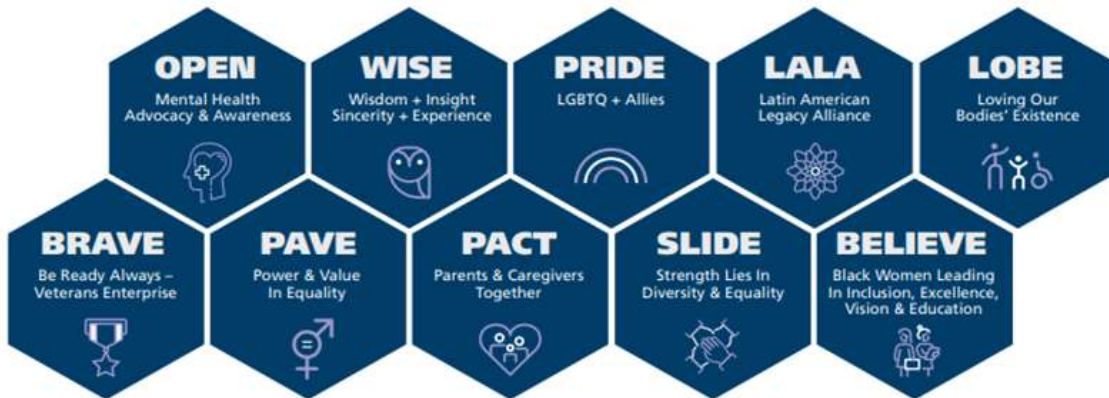 OPEN
Mental Health
Advocacy & Awareness
WISE
Wisdom + Insight
Sincerity + Experience
PRIDE
LGBTQ + Allies
LALA
Latin American
Legacy Alliance
LOBE
Loving Our
Bodies’ Existence
BRAVE
Be Ready Always –
Veterans Enterprise
PAVE
Power & Value
In Equality
=
PACT
Parents & Caregivers
Together
SLIDE
Strength Lies In
Diversity & Equality
BELIEVE
Black Women Leading
In Inclusion, Excellence,
Vision & Education